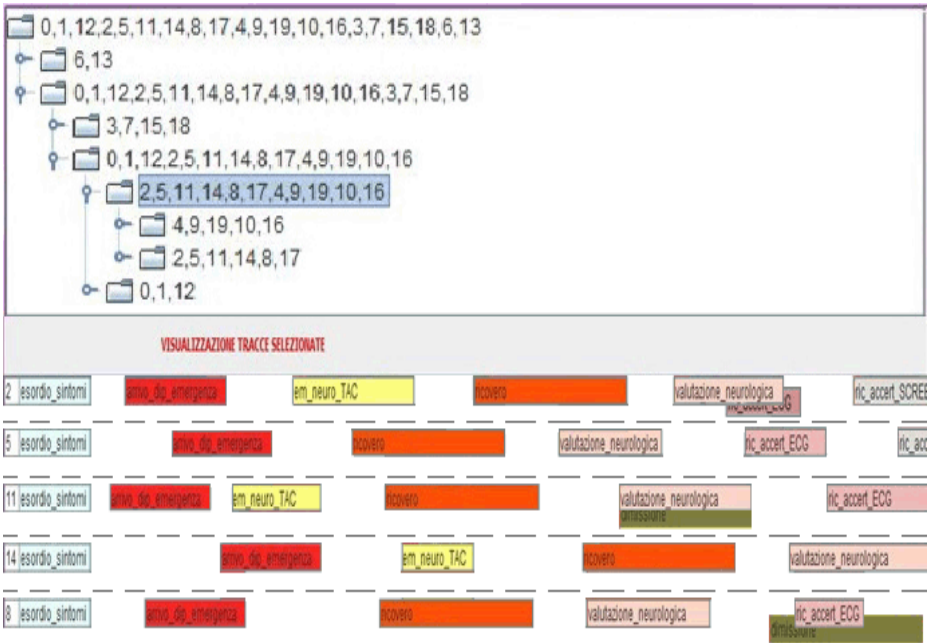 0,1,12,2,5,11,14,8,17,4,9,19,10,16,3,7,15,18,6,13
6,13
0,1,12,2,5,11,14,8,17,4,9,19,10,16,3,7,15,18
3,7,15,18
0,1,12,2,5,11,14,8,17,4,9,19,10,16
2,5,11,14,8,17,4,9,19,10,16
4,9,19,10,16
2,5,11,14,8,17
0,1,12
VISUALIZZAZIONE TRACCE SELEZIONATE
2 esordio_sintomi arrivo_dip_emergenza em_neuro_TAC ricovero valutazione_neurologica ric_accert_SCREE
ric_accert_ECG
5 esordio_sintomi arrivo_dip_emergenza ricovero valutazione_neurologica ric_accert_ECG ric_acc
11 esordio_sintomi arrivo_dip_emergenza em_neuro_TAC ricovero valutazione_neurologica ric_accert_ECG
dimissione
14 esordio_sintomi arrivo_dip_emergenza em_neuro_TAC ricovero valutazione_neurologica
8 esordio_sintomi arrivo_dip_emergenza ricovero valutazione_neurologica ric_accert_ECG
dimissione